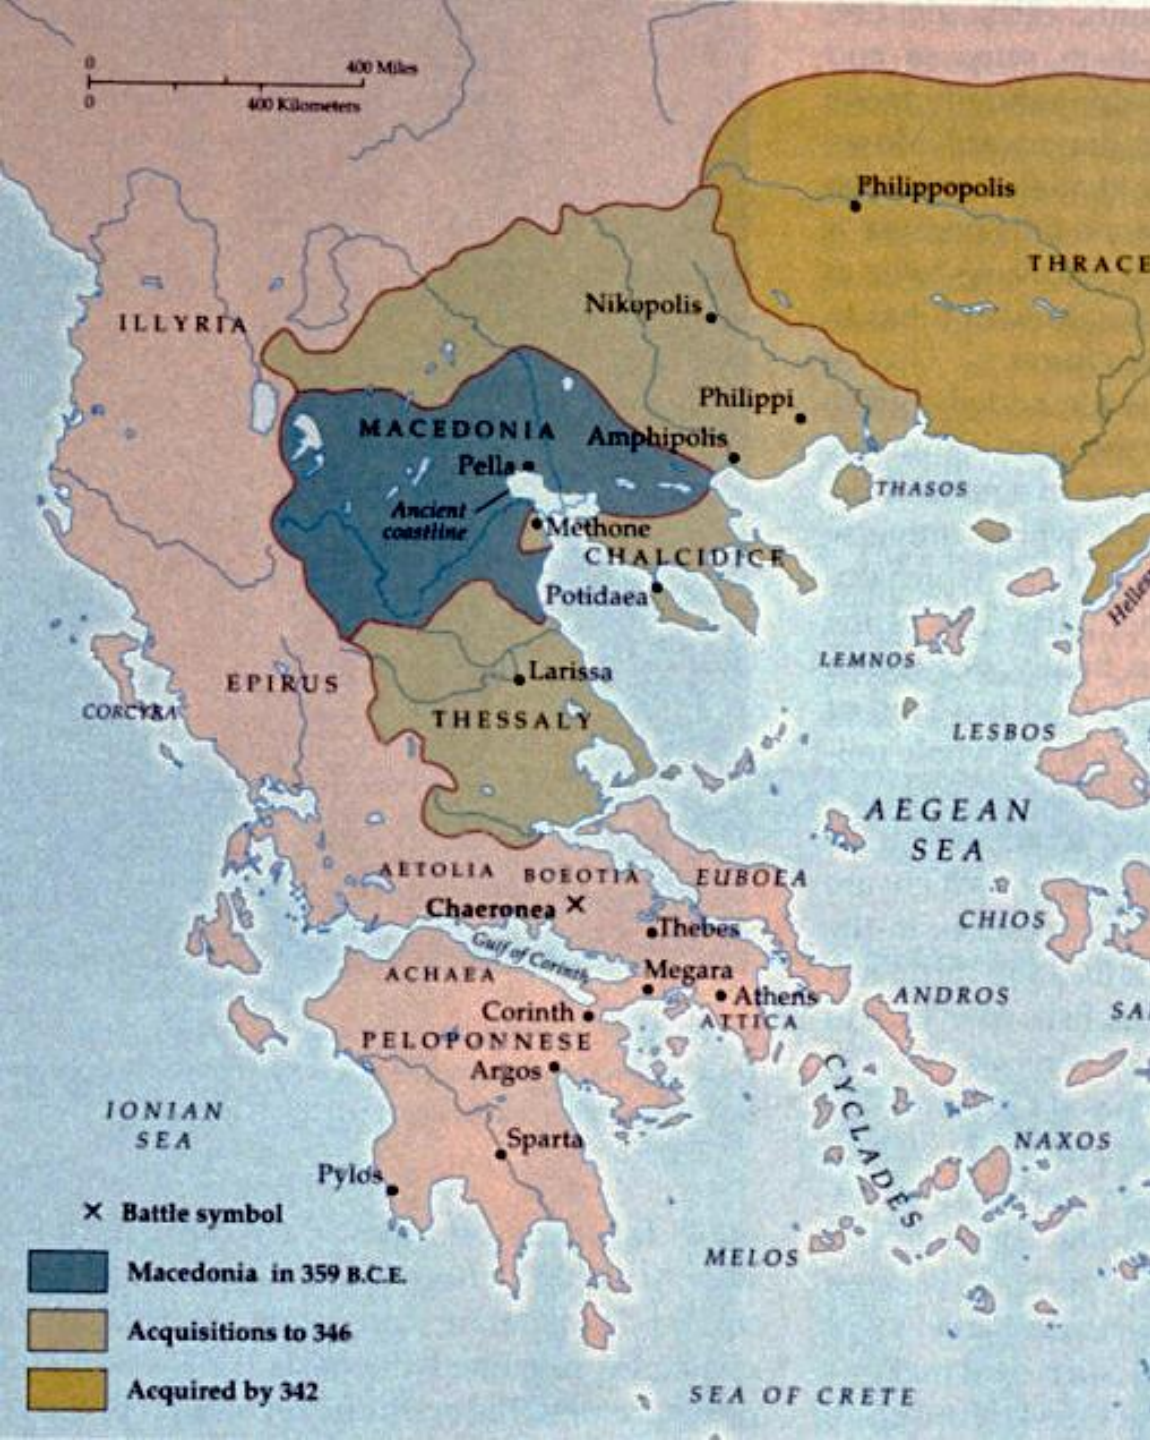 0
400 Miles
0
400 Kilometers
Philippopolis
THRACE
Nikopolis
ILLYRIA
Philippi
MACEDONIA
Amphipolis
Pella
THASOS
Ancient
coastline
Methone
CHALCIDICE
Potidaea
LEMNOS
Larissa
EPIRUS
CORCYRA
THESSALY
LESBOS
AEGEAN
SEA
AETOLIA
BOEOTIA
EUBOEA
Chaeronea
CHIOS
Thebes
Gulf of Corinth
ACHAEA
Megara
Athens
ANDROS
Corinth
ATTICA
SA
PELOPONNESE
Argos
CYCLADES
IONIAN
SEA
Sparta
NAXOS
Pylos
Battle symbol
MELOS
Macedonia in 359 B.C.E.
Acquisitions to 346
Acquired by 342
SEA OF CRETE